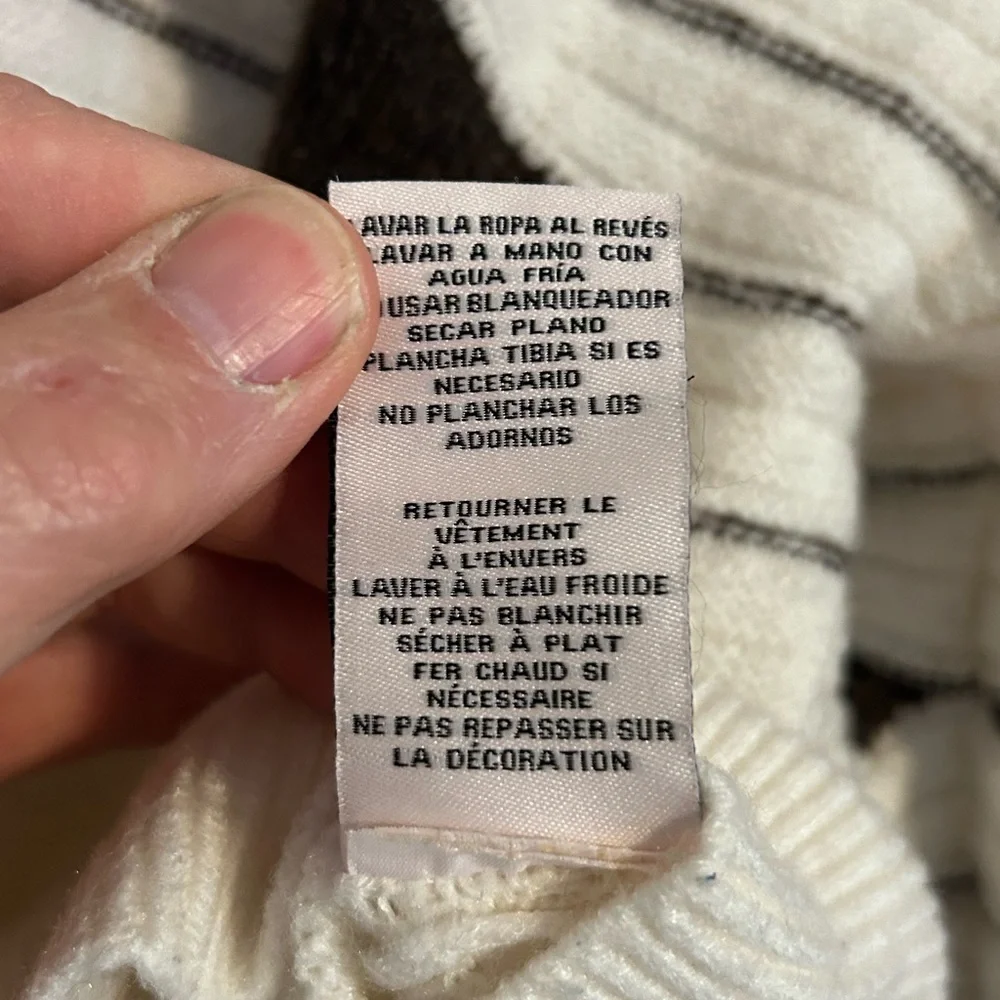 LAVAR LA ROPA AL REVÉS
LAVAR A MANO CON
AGUA FRÍA
USAR BLANQUEADOR
SECAR PLANO
PLANCHA TIBIA SI ES
NECESARIO
NO PLANCHAR LOS
ADORNOS
RETOURNER LE
VÊTEMENT
À L'ENVERS
LAVER À L'EAU FROIDE
NE PAS BLANCHIR
SÉCHER À PLAT
FER CHAUD SI
NÉCESSAIRE
NE PAS REPASSER SUR
LA DÉCORATION